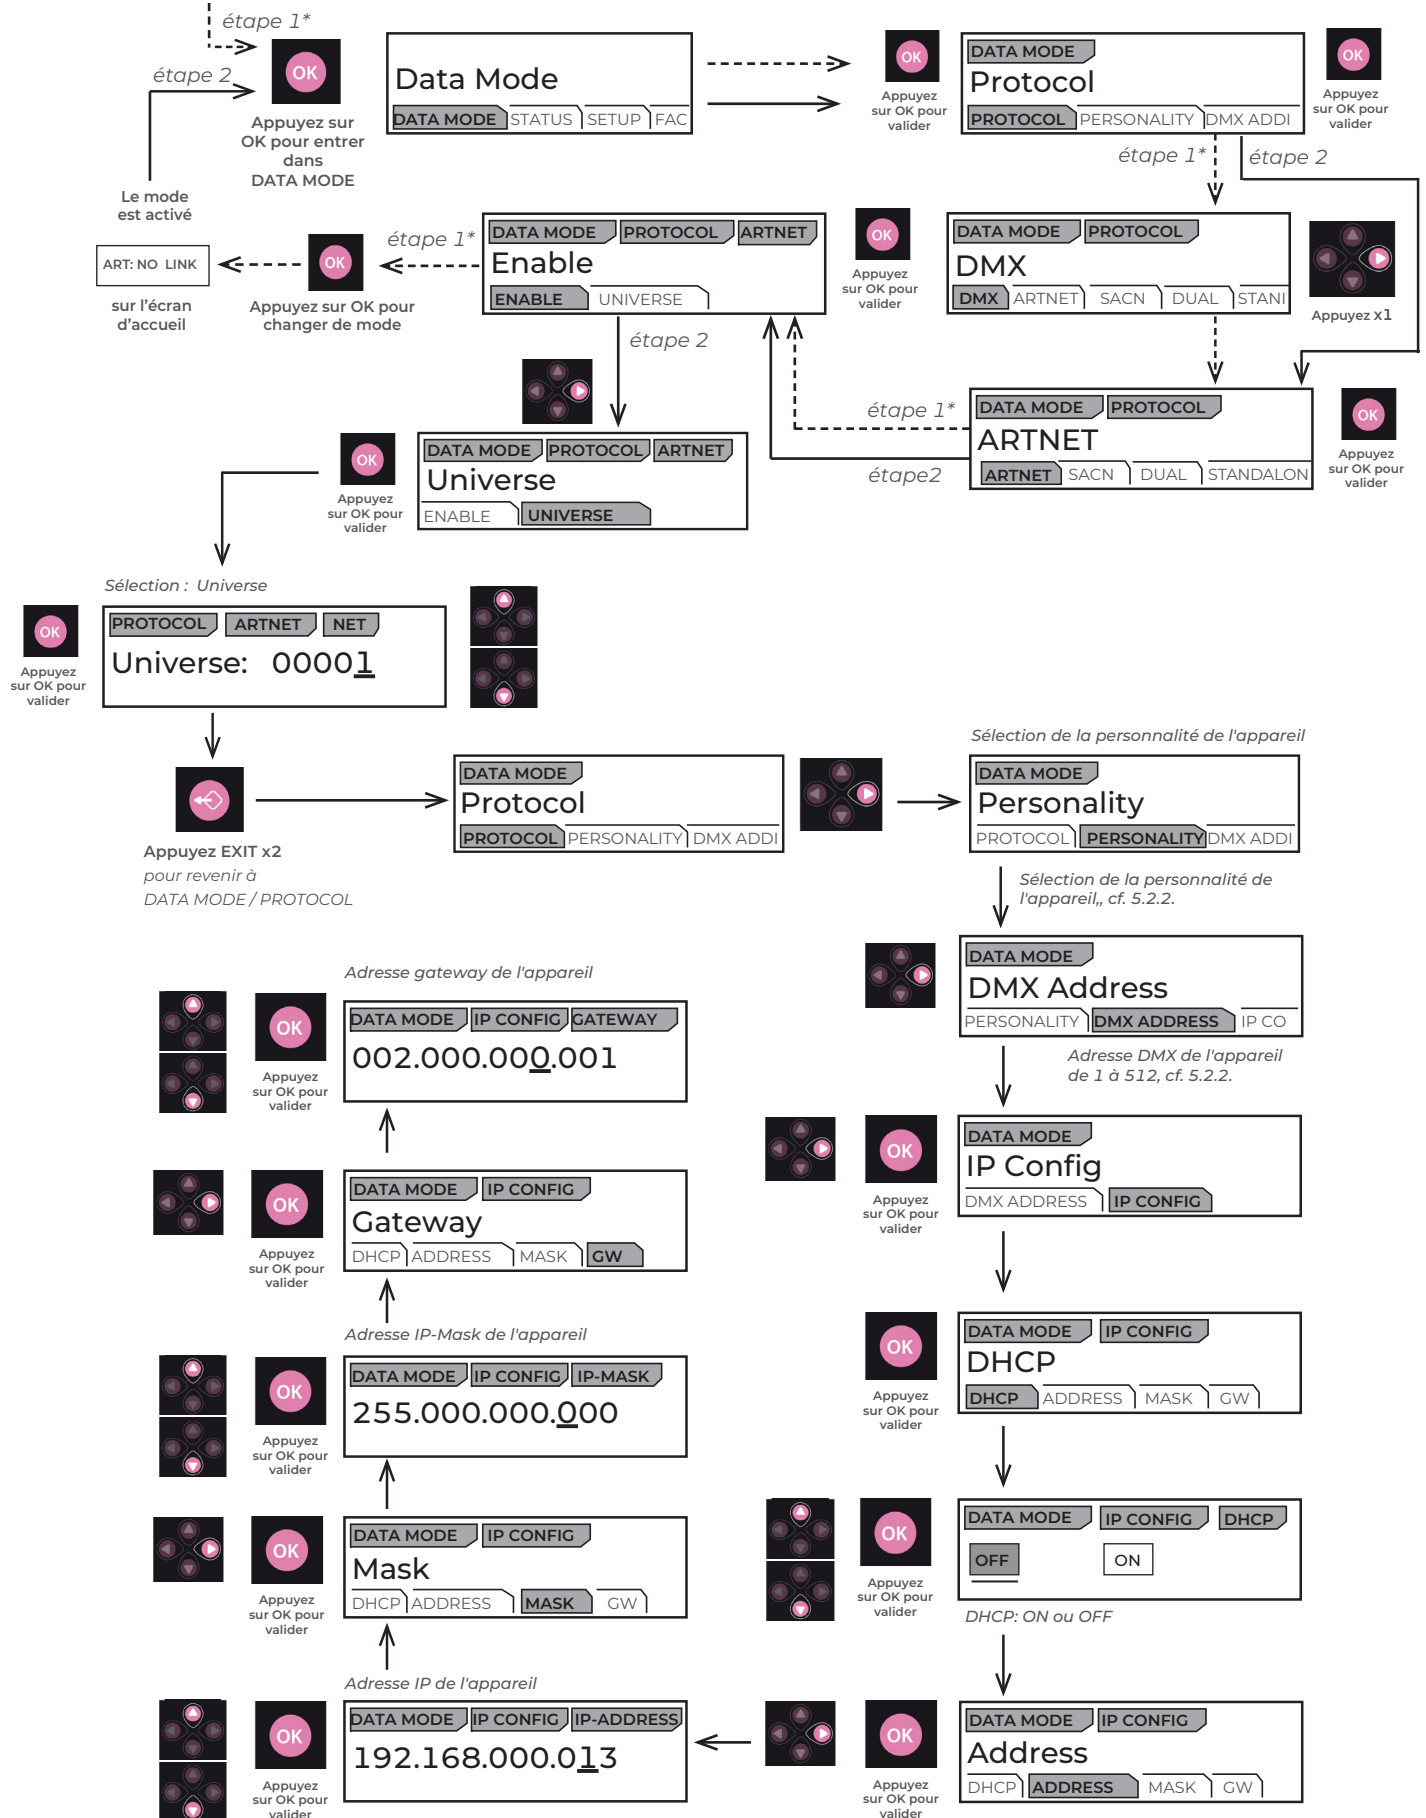 étape 1*
étape 2
OK
Appuyez sur
OK pour entrer
dans
DATA MODE
Data Mode
DATA MODE STATUS SETUP FAC
OK
Appuyez
sur OK pour
valider
DATA MODE
Protocol
PROTOCOL PERSONALITY DMX ADDI
OK
Appuyez
sur OK pour
valider
étape 1*
étape 2
Le mode
est activé
ART: NO LINK
sur l'écran
d'accueil
OK
Appuyez sur OK pour
changer de mode
étape 1*
DATA MODE PROTOCOL ARTNET
Enable
ENABLE UNIVERSE
OK
Appuyez
sur OK pour
valider
DATA MODE PROTOCOL
DMX
DMX ARTNET SACN DUAL STANI
Appuyez x1
étape 2
étape 1*
étape2
DATA MODE PROTOCOL
ARTNET
ARTNET SACN DUAL STANDALON
OK
Appuyez
sur OK pour
valider
OK
Appuyez
sur OK pour
valider
DATA MODE PROTOCOL ARTNET
Universe
ENABLE UNIVERSE
Sélection : Universe
OK
Appuyez
sur OK pour
valider
PROTOCOL ARTNET NET
Universe: 00001
Appuyez EXIT x2
pour revenir à
DATA MODE / PROTOCOL
DATA MODE
Protocol
PROTOCOL PERSONALITY DMX ADDI
Sélection de la personnalité de l'appareil
DATA MODE
Personality
PROTOCOL PERSONALITY DMX ADDI
Sélection de la personnalité de
l'appareil,, cf. 5.2.2.
DATA MODE
DMX Address
PERSONALITY DMX ADDRESS IP CO
Adresse DMX de l'appareil
de 1 à 512, cf. 5.2.2.
OK
Appuyez
sur OK pour
valider
DATA MODE
IP Config
DMX ADDRESS IP CONFIG
OK
Appuyez
sur OK pour
valider
DATA MODE IP CONFIG
DHCP
DHCP ADDRESS MASK GW
OK
Appuyez
sur OK pour
valider
DATA MODE IP CONFIG DHCP
OFF ON
DHCP: ON ou OFF
OK
Appuyez
sur OK pour
valider
DATA MODE IP CONFIG
Address
DHCP ADDRESS MASK GW
Adresse IP de l'appareil
OK
Appuyez
sur OK pour
valider
DATA MODE IP CONFIG IP-ADDRESS
192.168.000.013
OK
Appuyez
sur OK pour
valider
DATA MODE IP CONFIG
Mask
DHCP ADDRESS MASK GW
Adresse IP-Mask de l'appareil
OK
Appuyez
sur OK pour
valider
DATA MODE IP CONFIG IP-MASK
255.000.000.000
OK
Appuyez
sur OK pour
valider
DATA MODE IP CONFIG
Gateway
DHCP ADDRESS MASK GW
Adresse gateway de l'appareil
OK
Appuyez
sur OK pour
valider
DATA MODE IP CONFIG GATEWAY
002.000.000.001